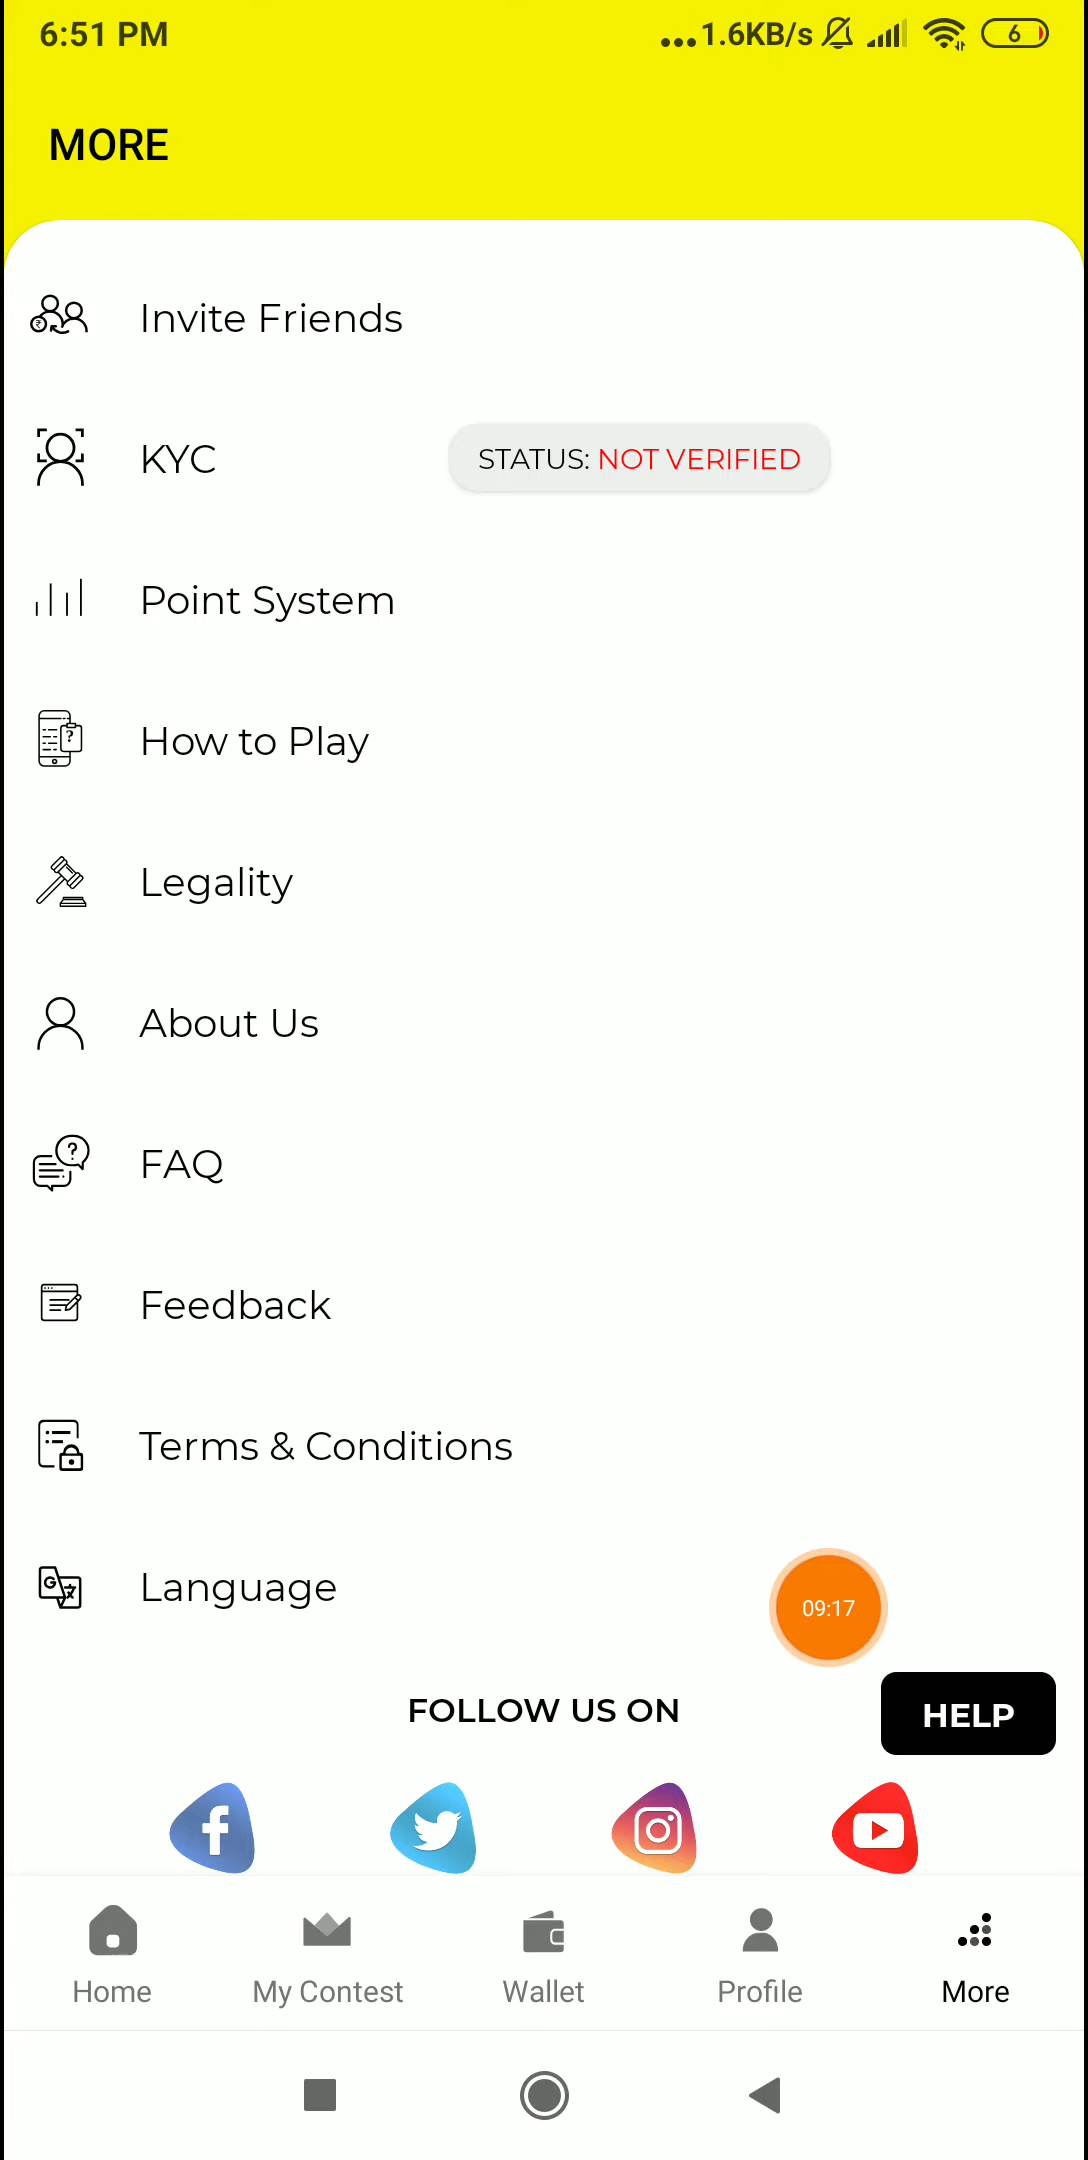 6:51 PM
...1.6KB/s
6
MORE
Invite Friends
KYC
STATUS: NOT VERIFIED
Point System
How to Play
Legality
About Us
FAQ
Feedback
Terms & Conditions
Language
09:17
FOLLOW US ON
HELP
Home
My Contest
Wallet
Profile
More